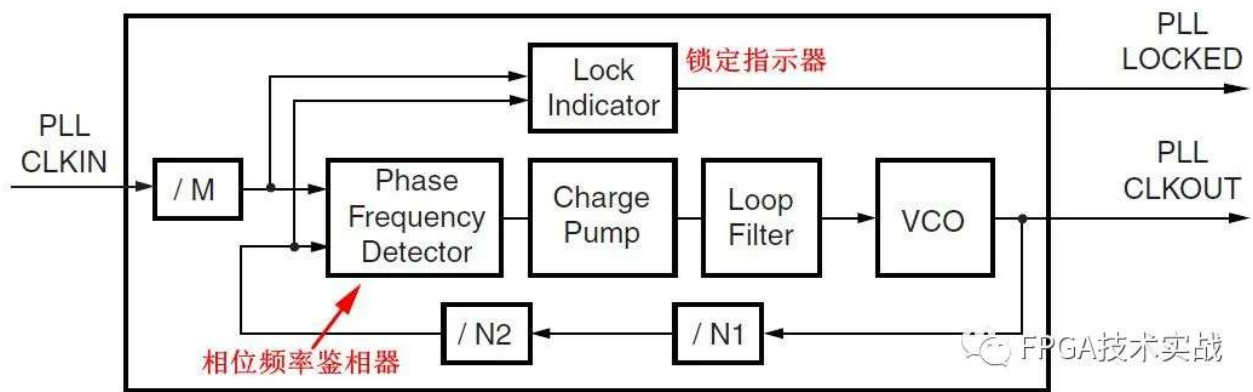 PLL
LOCKED
锁定指示器
Lock
Indicator
PLL
CLKIN
/ M
Phase
Frequency
Detector
Charge
Pump
Loop
Filter
VCO
PLL
CLKOUT
/ N2
/ N1
相位频率鉴相器
FPGA技术实战